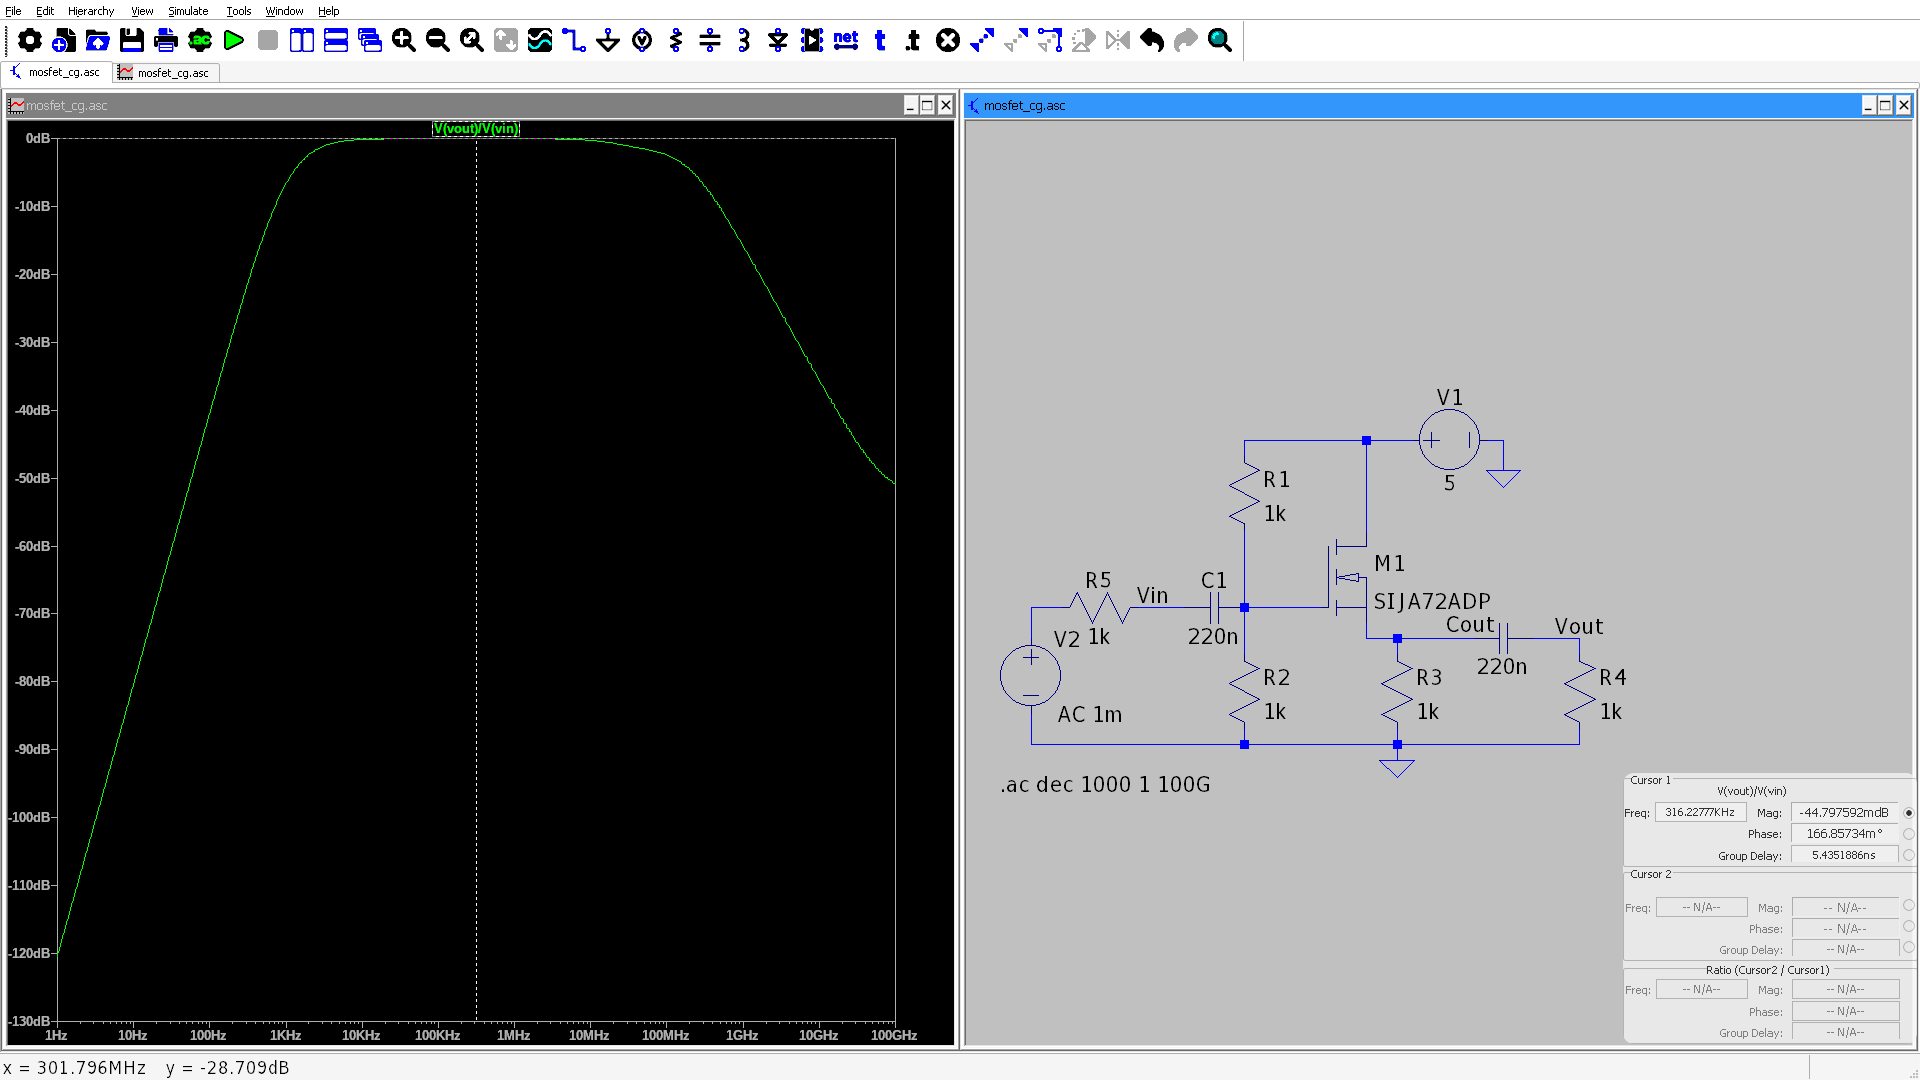 File Edit Hierarchy View Simulate Tools Window Help
.ac net t .t
mosfet_cg.asc mosfet_cg.asc
mosfet_cg.asc
V(vout)/V(vin)
0dB
-10dB
-20dB
-30dB
-40dB
-50dB
-60dB
-70dB
-80dB
-90dB
-100dB
-110dB
-120dB
-130dB
1Hz 10Hz 100Hz 1KHz 10KHz 100KHz 1MHz 10MHz 100MHz 1GHz 10GHz 100GHz
mosfet_cg.asc
V1
5
R1
1k
M1
SIJA72ADP
R5
1k
Vin
C1
220n
V2
AC 1m
R2
1k
Cout
220n
Vout
R3
1k
R4
1k
.ac dec 1000 1 100G
Cursor 1
V(vout)/V(vin)
Freq: 316.22777KHz Mag: -44.797592mdB
Phase: 166.85734m°
Group Delay: 5.4351886ns
Cursor 2
Freq: -- N/A-- Mag: -- N/A--
Phase: -- N/A--
Group Delay: -- N/A--
Ratio (Cursor2 / Cursor1)
Freq: -- N/A-- Mag: -- N/A--
Phase: -- N/A--
Group Delay: -- N/A--
x = 301.796MHz y = -28.709dB